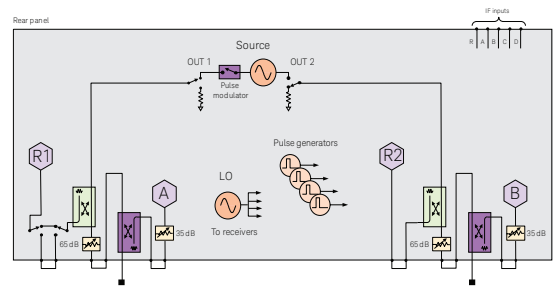 IF inputs
Rear panel
R A B C D
Source
OUT 1
OUT 2
Pulse
modulator
Pulse generators
R1
R2
A
LO
B
35 dB
35 dB
To receivers
65 dB
65 dB